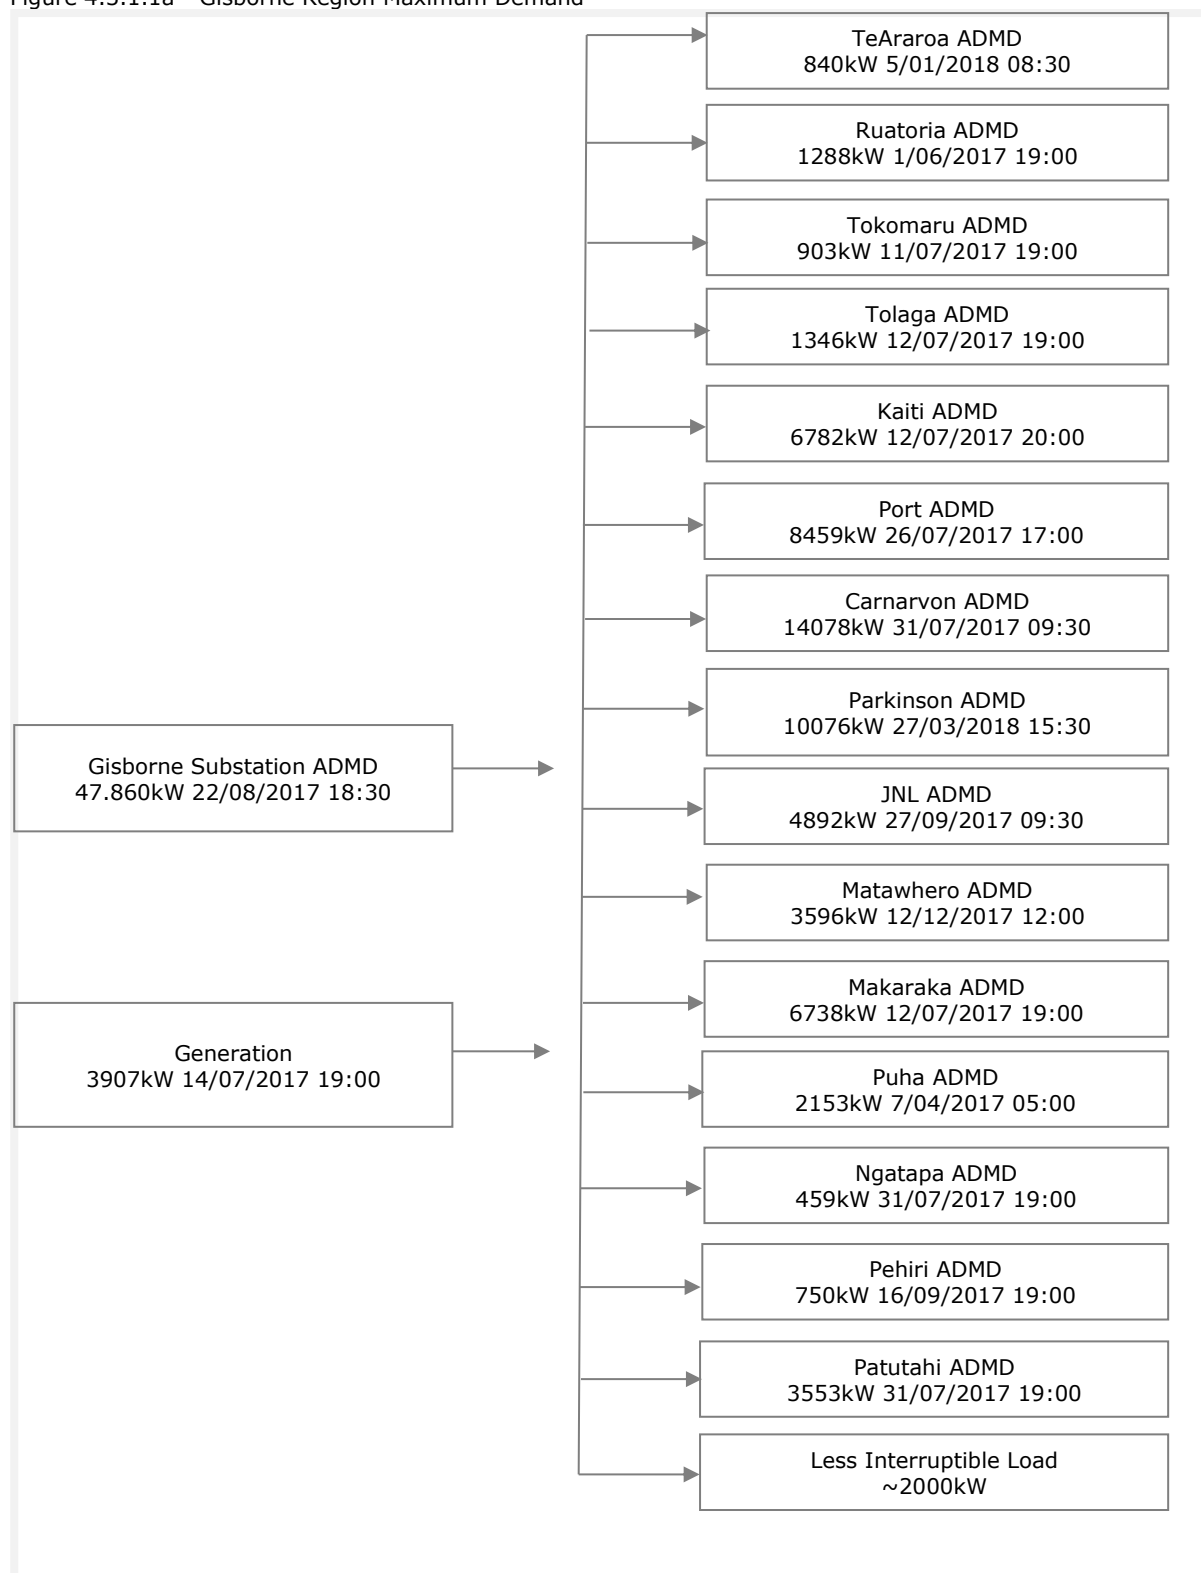 Figure 4.3.1.1a - Gisborne Region Maximum Demand
TeAraroa ADMD
840kW 5/01/2018 08:30
Ruatoria ADMD
1288kW 1/06/2017 19:00
Tokomaru ADMD
903kW 11/07/2017 19:00
Tolaga ADMD
1346kW 12/07/2017 19:00
Kaiti ADMD
6782kW 12/07/2017 20:00
Port ADMD
8459kW 26/07/2017 17:00
Carnarvon ADMD
14078kW 31/07/2017 09:30
Parkinson ADMD
10076kW 27/03/2018 15:30
Gisborne Substation ADMD
47.860kW 22/08/2017 18:30
JNL ADMD
4892kW 27/09/2017 09:30
Matawhero ADMD
3596kW 12/12/2017 12:00
Makaraka ADMD
6738kW 12/07/2017 19:00
Generation
3907kW 14/07/2017 19:00
Puha ADMD
2153kW 7/04/2017 05:00
Ngatapa ADMD
459kW 31/07/2017 19:00
Pehiri ADMD
750kW 16/09/2017 19:00
Patutahi ADMD
3553kW 31/07/2017 19:00
Less Interruptible Load
~2000kW